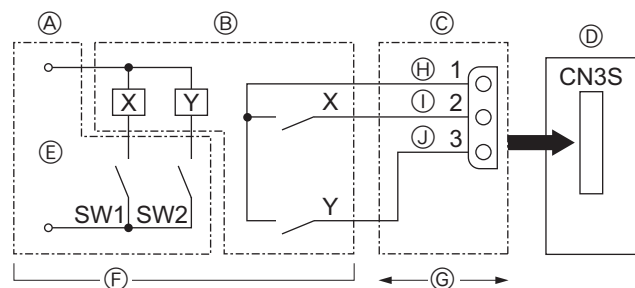 Ⓐ Ⓑ Ⓒ Ⓓ
CN3S
Ⓗ 1
X Y X Ⓘ 2
Ⓙ 3
Ⓔ
Y
SW1 SW2
Ⓕ Ⓖ